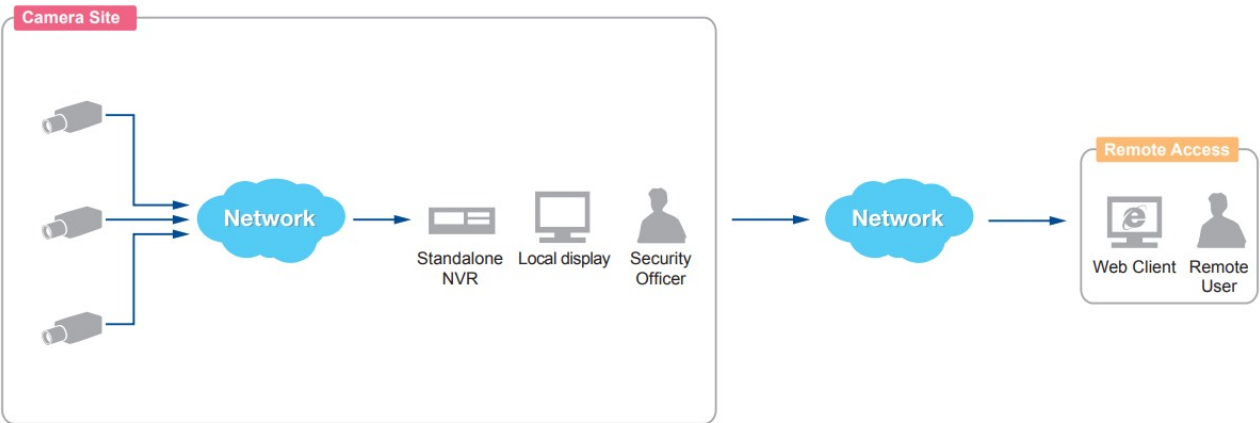 Camera Site
Network
Standalone
NVR
Local display
Security
Officer
Network
Remote Access
Web Client
Remote
User